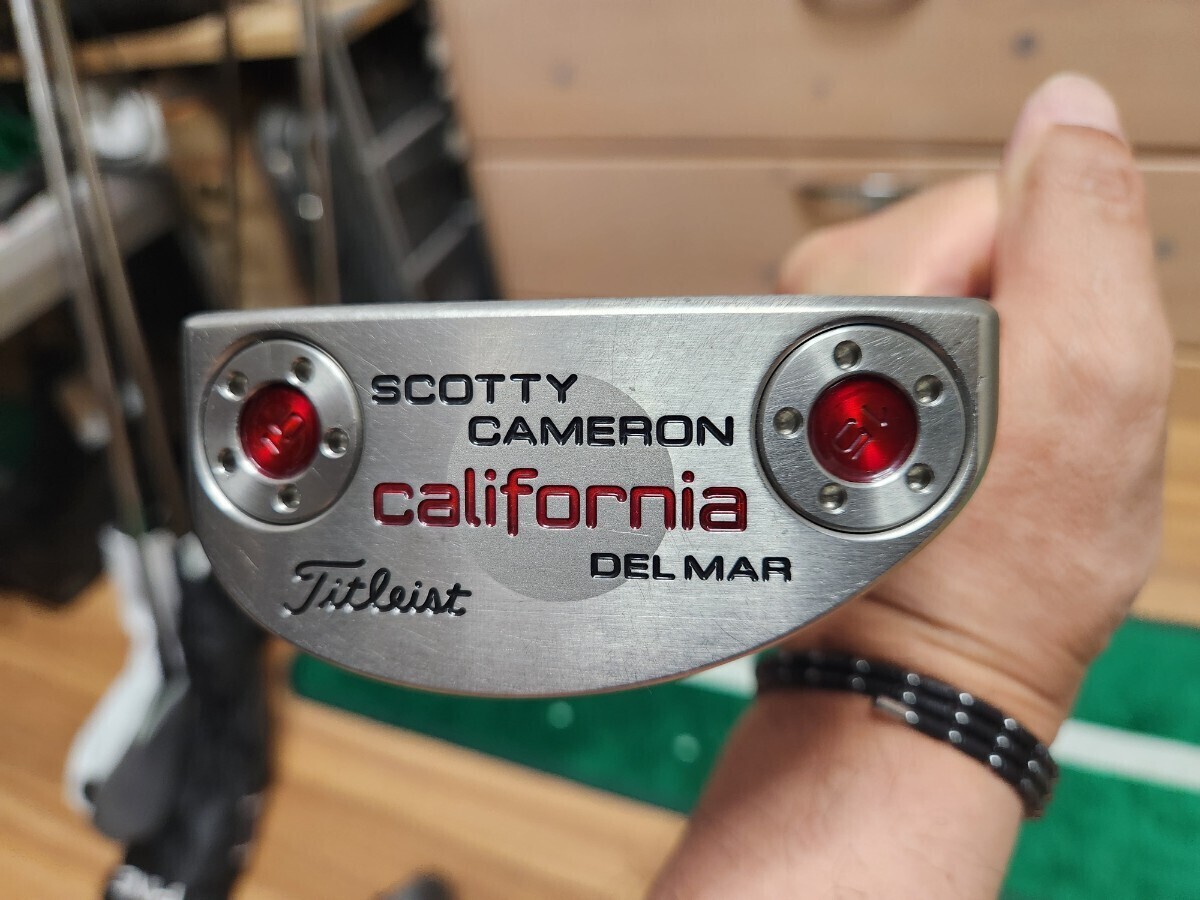 SCOTTY
CAMERON
california
DEL MAR
Titleist